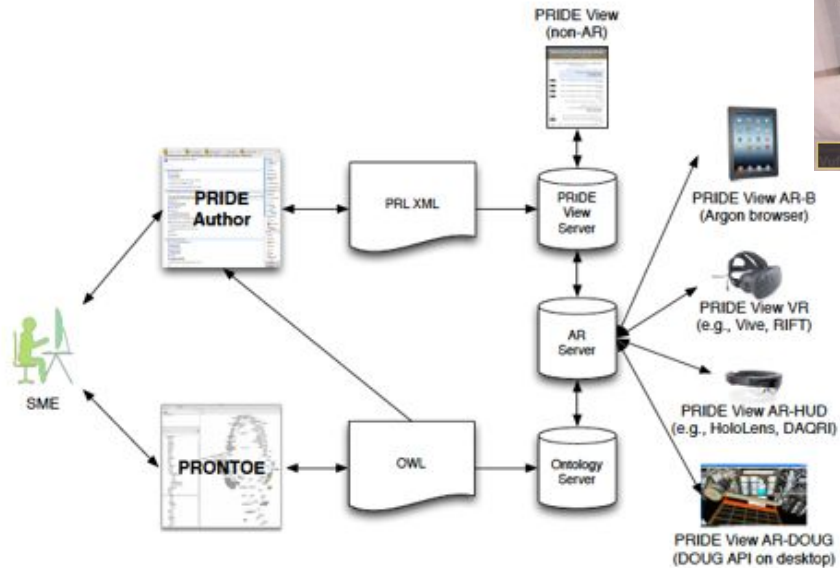 PRIDE View
(non-AR)
PRIDE
Author
PRL XML
PRIDE
View
Server
PRIDE View AR-B
(Argon browser)
PRIDE View VR
(e.g., Vive, RIFT)
AR
Server
SME
PRIDE View AR-HUD
(e.g., HoloLens, DAQRI)
PRONTOE
OWL
Ontology
Server
PRIDE View AR-DOUG
(DOUG API on desktop)